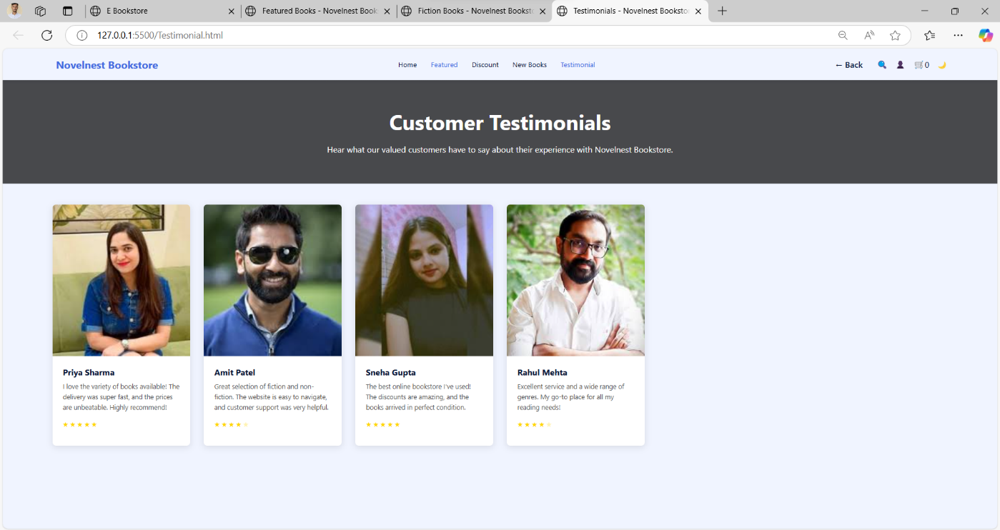 E Bookstore
Featured Books - Novelnest Book
Fiction Books - Novelnest Booksto
Testimonials - Novelnest Bookstor
127.0.0.1:5500/Testimonial.html
Novelnest Bookstore
Home Featured Discount New Books Testimonial
← Back
0
Customer Testimonials
Hear what our valued customers have to say about their experience with Novelnest Bookstore.
Priya Sharma
I love the variety of books available! The
delivery was super fast, and the prices
are unbeatable. Highly recommend!
★★★★★
Amit Patel
Great selection of fiction and non-
fiction. The website is easy to navigate,
and customer support was very helpful.
★★★★☆
Sneha Gupta
The best online bookstore I've used!
The discounts are amazing, and the
books arrived in perfect condition.
★★★★★
Rahul Mehta
Excellent service and a wide range of
genres. My go-to place for all my
reading needs!
★★★★☆